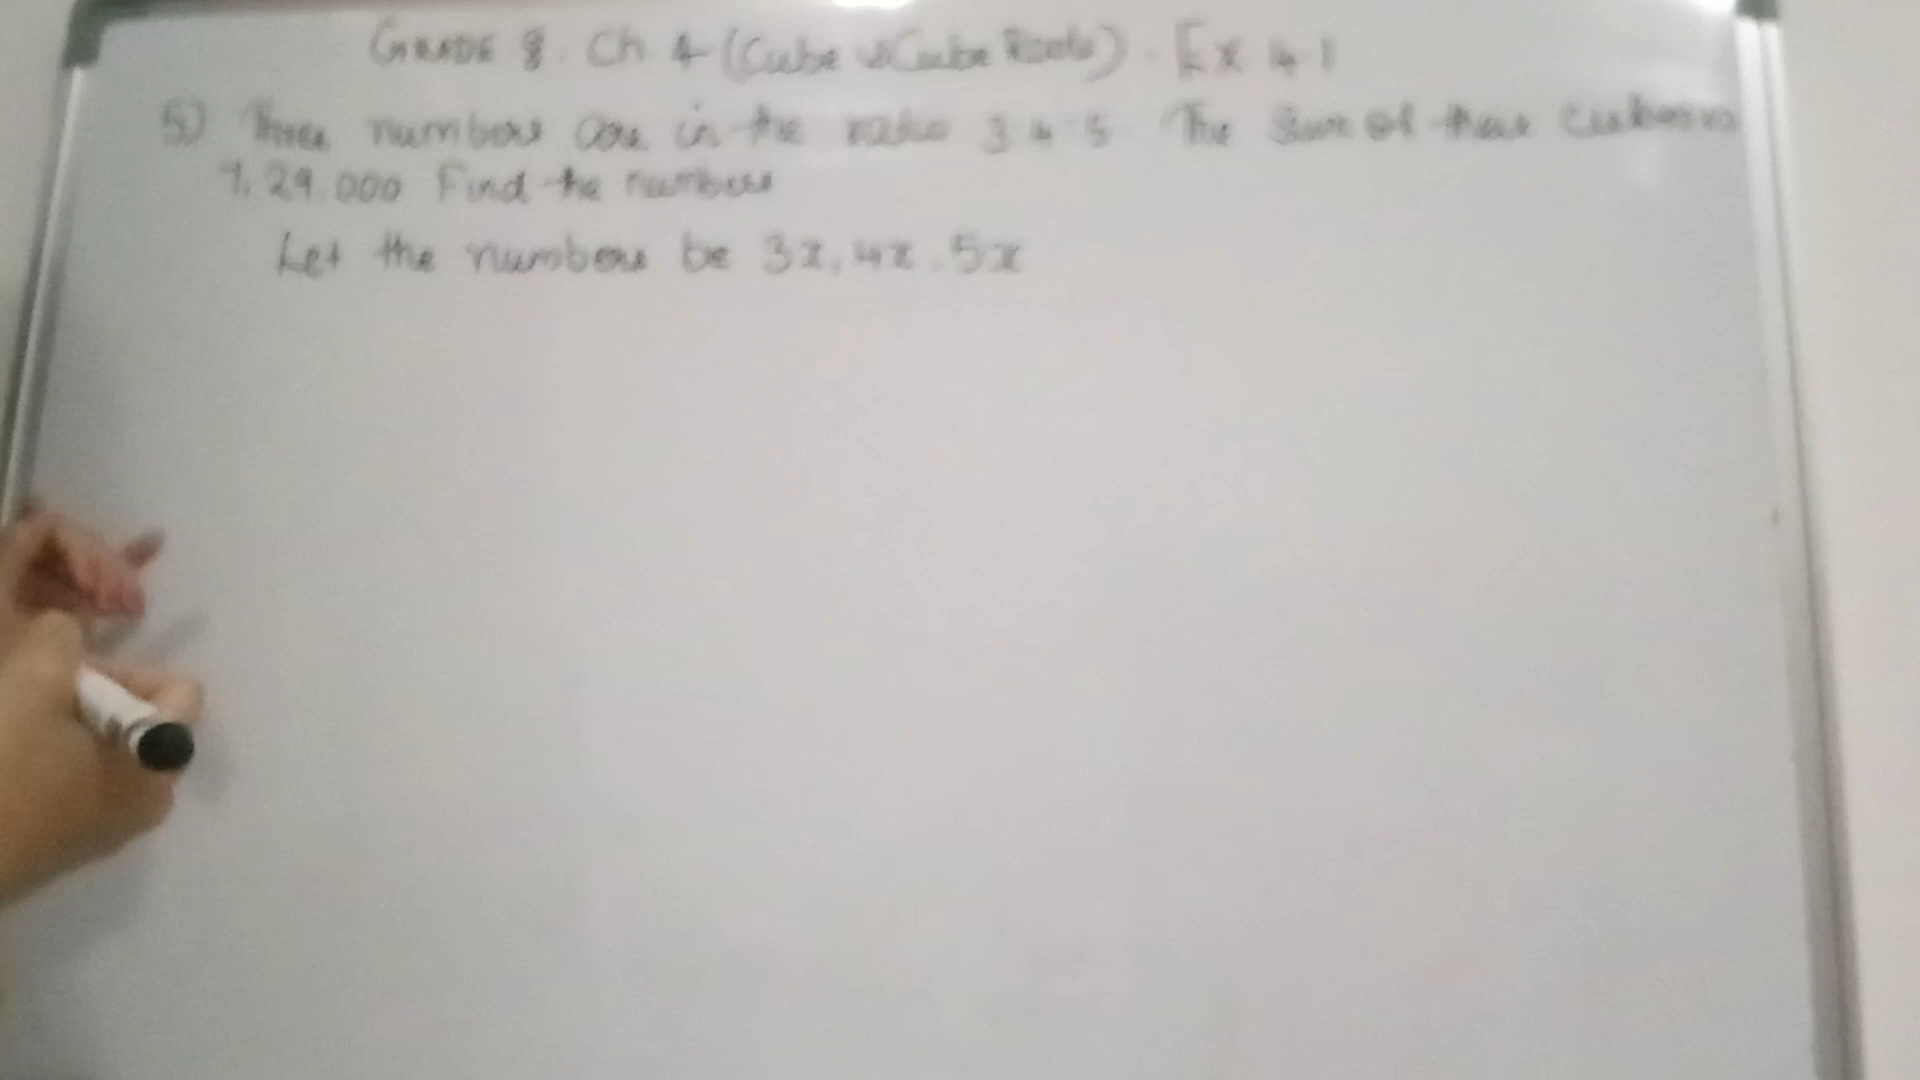 GRADE 8. Ch 4 (Cube & Cube Roots). Ex 4.1
5) Three numbers are in the ratio 3:4:5. The sum of their cubes is
7,29,000 Find the numbers
Let the numbers be 3x, 4x, 5x